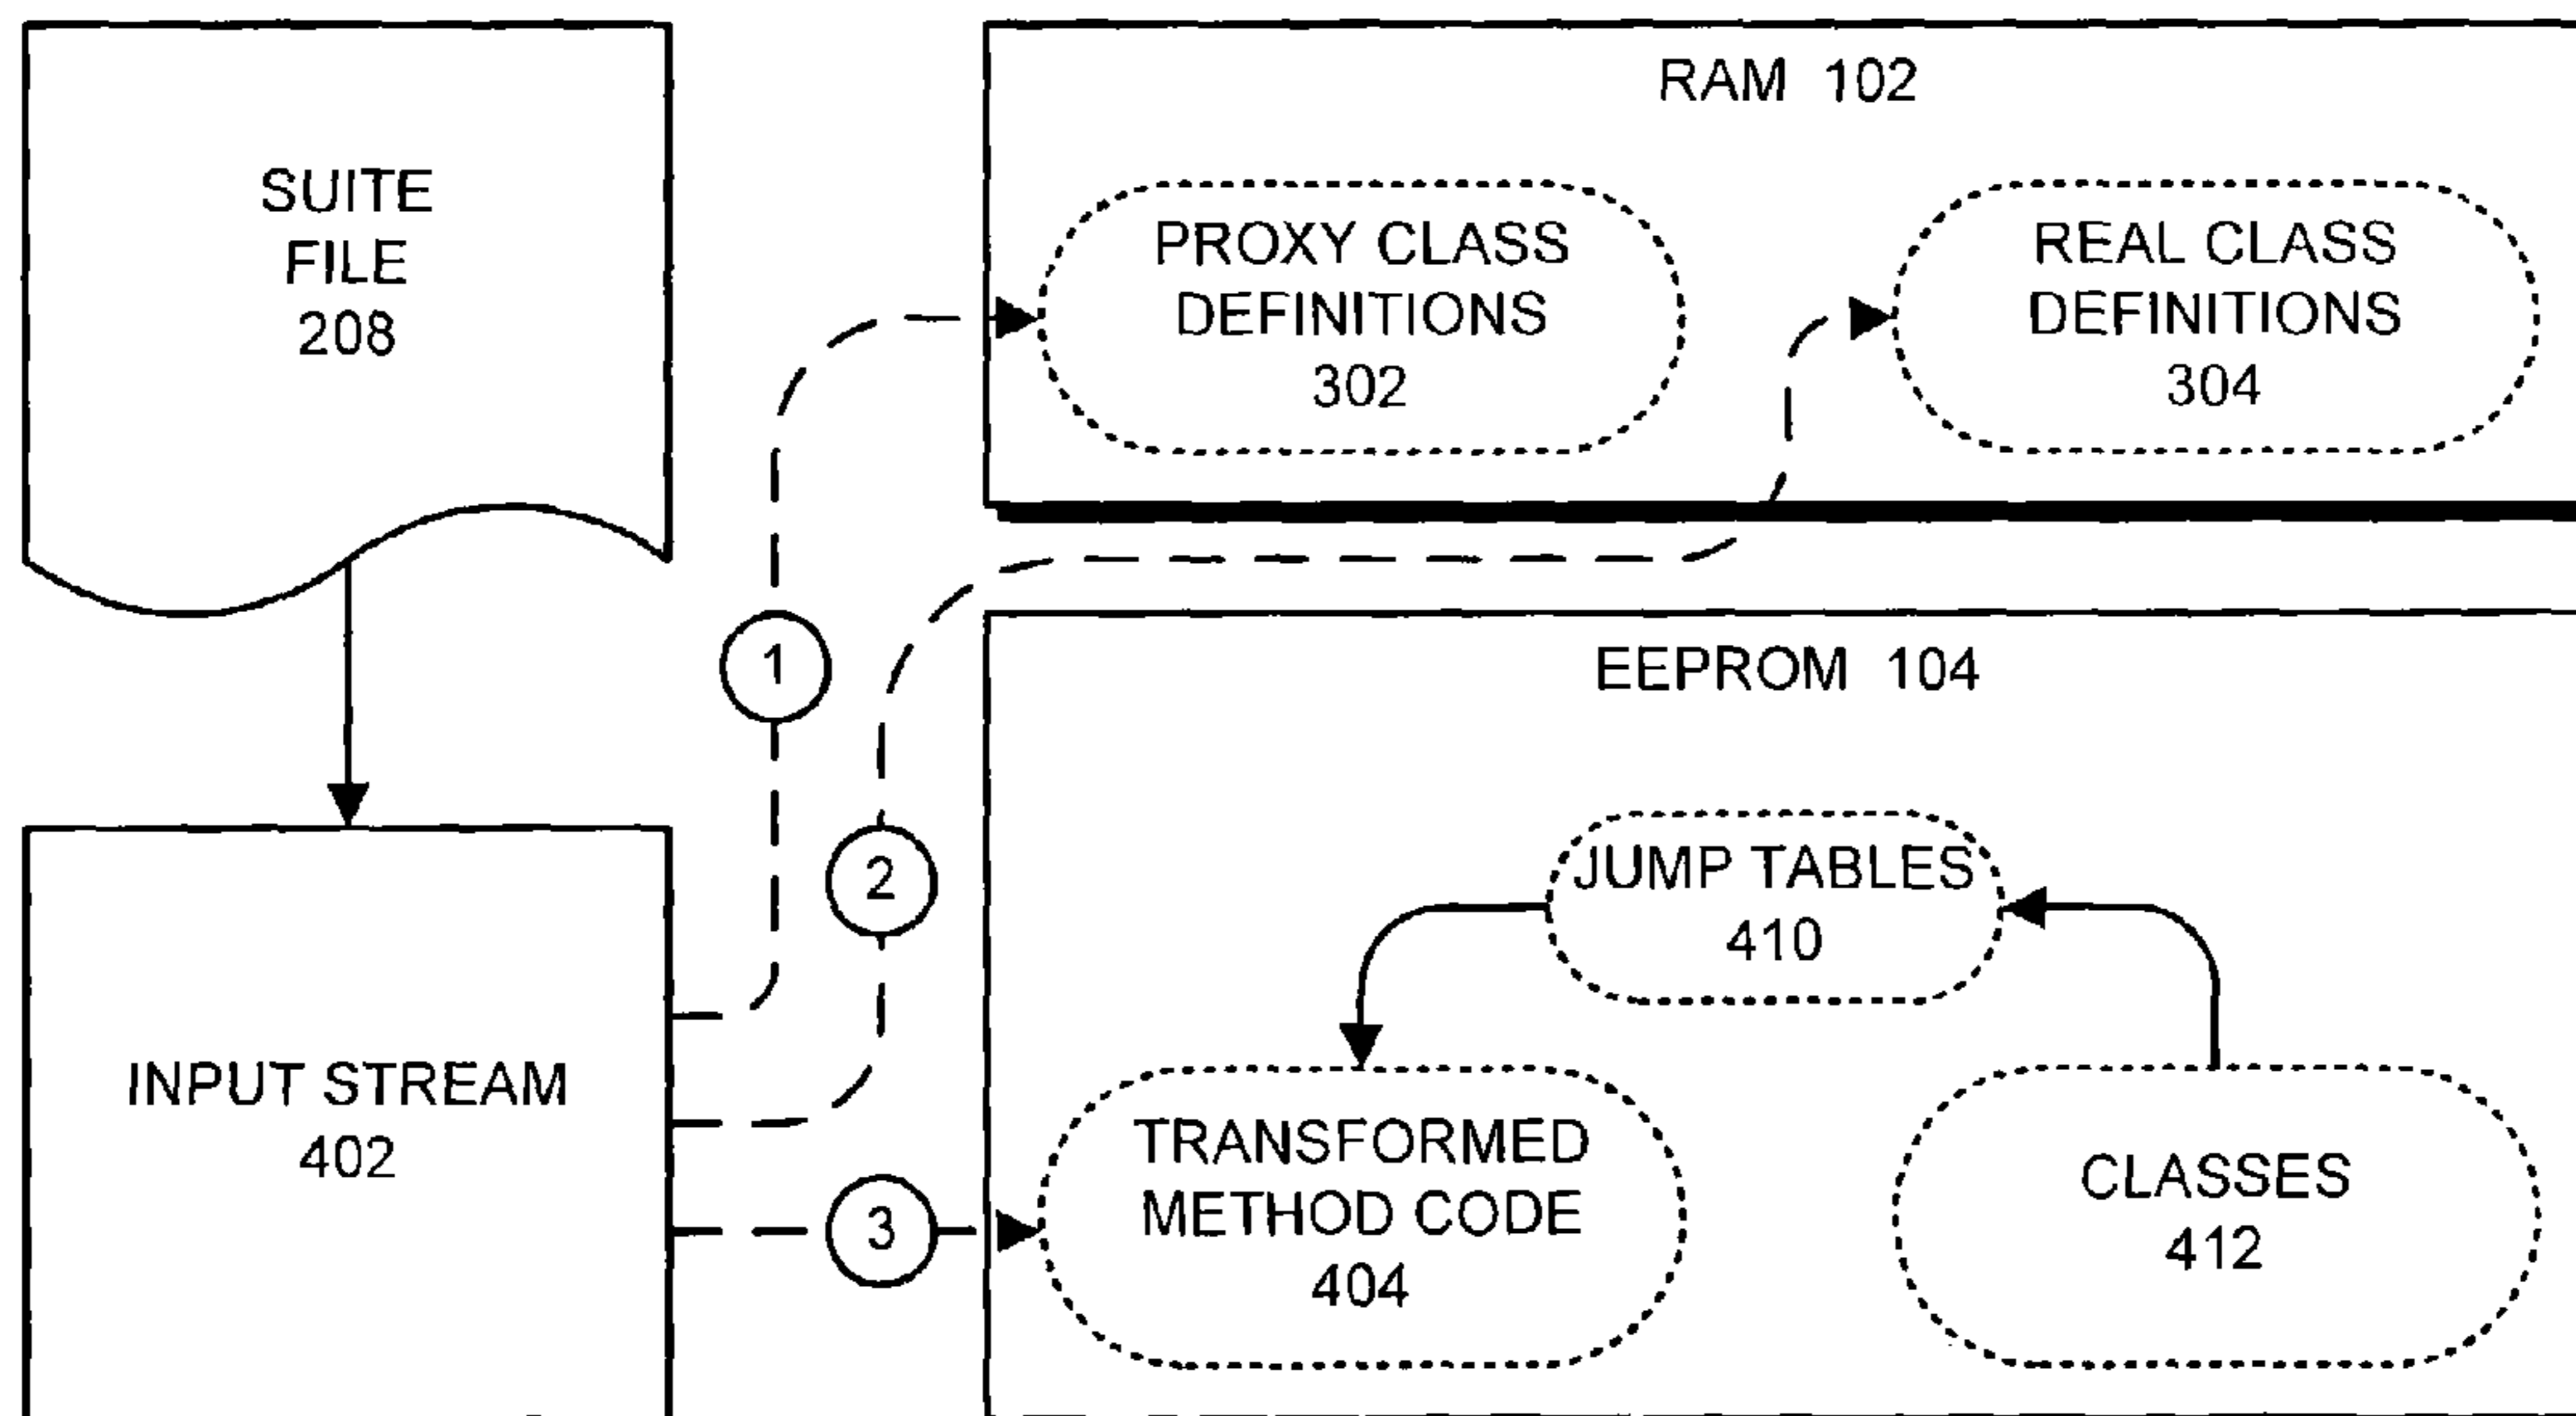 SUITE
FILE
208
RAM 102
PROXY CLASS
DEFINITIONS
302
REAL CLASS
DEFINITIONS
304
1
EEPROM 104
2
JUMP TABLES
410
INPUT STREAM
402
3
TRANSFORMED
METHOD CODE
404
CLASSES
412